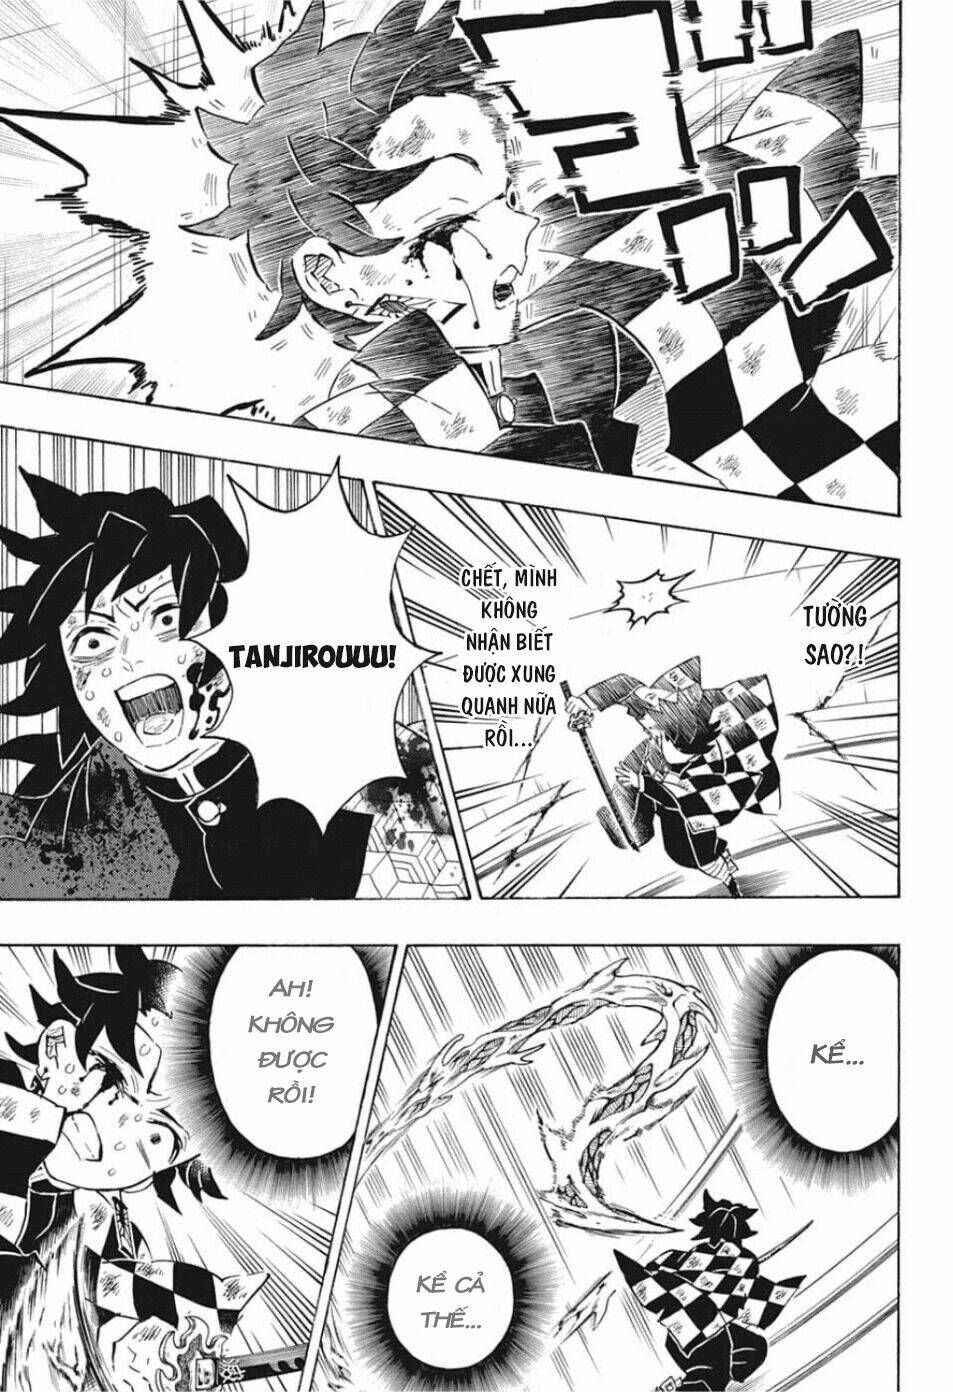 TƯỜNG
SAO?!
CHẾT, MÌNH
KHÔNG
NHẬN BIẾT
ĐƯỢC XUNG
QUANH NỮA
RỒI...
TANJIROUUU!
KỂ...
KỂ CẢ
THẾ...
AH!
KHÔNG
ĐƯỢC
RỒI!